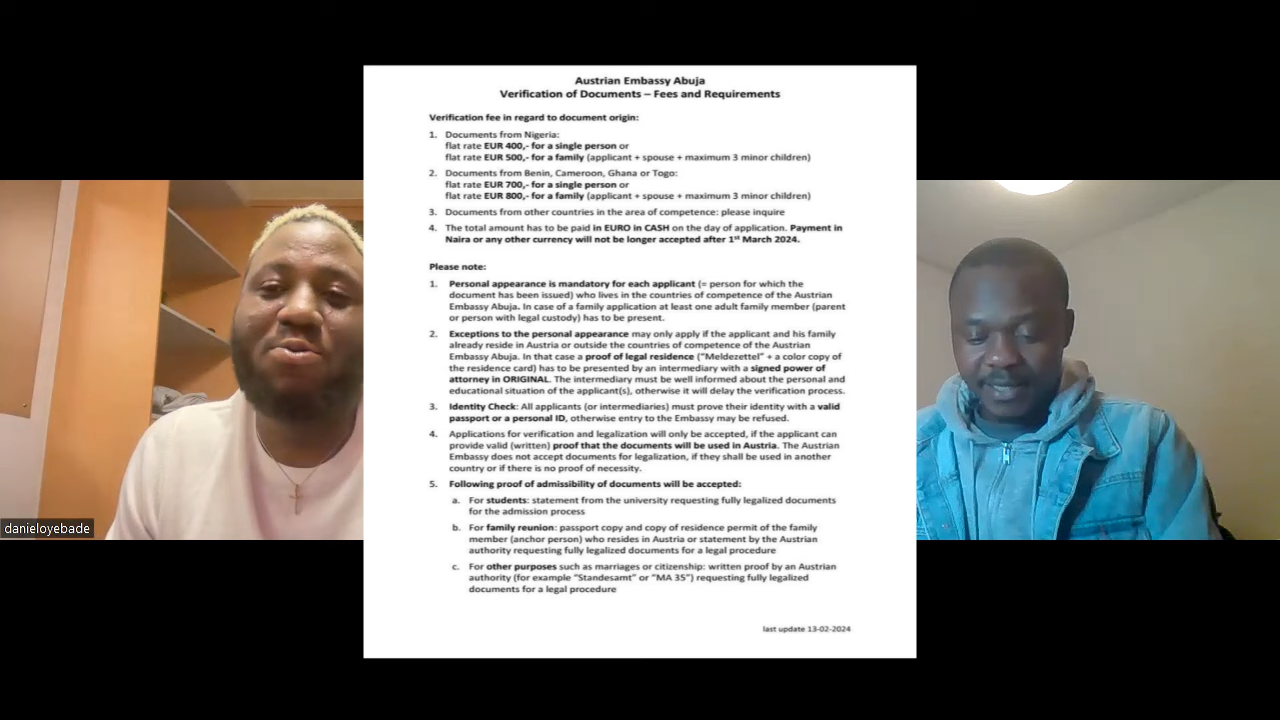 Austrian Embassy Abuja
Verification of Documents – Fees and Requirements
Verification fee in regard to document origin:
1. Documents from Nigeria:
flat rate EUR 400,- for a single person or
flat rate EUR 500,- for a family (applicant + spouse + maximum 3 minor children)
2. Documents from Benin, Cameroon, Ghana or Togo:
flat rate EUR 700,- for a single person or
flat rate EUR 800,- for a family (applicant + spouse + maximum 3 minor children)
3. Documents from other countries in the area of competence: please inquire
4. The total amount has to be paid in EURO in CASH on the day of application. Payment in
Naira or any other currency will not be longer accepted after 1st March 2024.
Please note:
1. Personal appearance is mandatory for each applicant (= person for which the
document has been issued) who lives in the countries of competence of the Austrian
Embassy Abuja. In case of a family application at least one adult family member (parent
or person with legal custody) has to be present.
2. Exceptions to the personal appearance may only apply if the applicant and his family
already reside in Austria or outside the countries of competence of the Austrian
Embassy Abuja. In that case a proof of legal residence ("Meldezettel" + a color copy of
the residence card) has to be presented by an intermediary with a signed power of
attorney in ORIGINAL. The intermediary must be well informed about the personal and
educational situation of the applicant(s), otherwise it will delay the verification process.
3. Identity Check: All applicants (or intermediaries) must prove their identity with a valid
passport or a personal ID, otherwise entry to the Embassy may be refused.
4. Applications for verification and legalization will only be accepted, if the applicant can
provide valid (written) proof that the documents will be used in Austria. The Austrian
Embassy does not accept documents for legalization, if they shall be used in another
country or if there is no proof of necessity.
5. Following proof of admissibility of documents will be accepted:
a. For students: statement from the university requesting fully legalized documents
for the admission process
b. For family reunion: passport copy and copy of residence permit of the family
member (anchor person) who resides in Austria or statement by the Austrian
authority requesting fully legalized documents for a legal procedure
c. For other purposes such as marriages or citizenship: written proof by an Austrian
authority (for example "Standesamt" or "MA 35") requesting fully legalized
documents for a legal procedure
last update 13-02-2024
danieloyebade